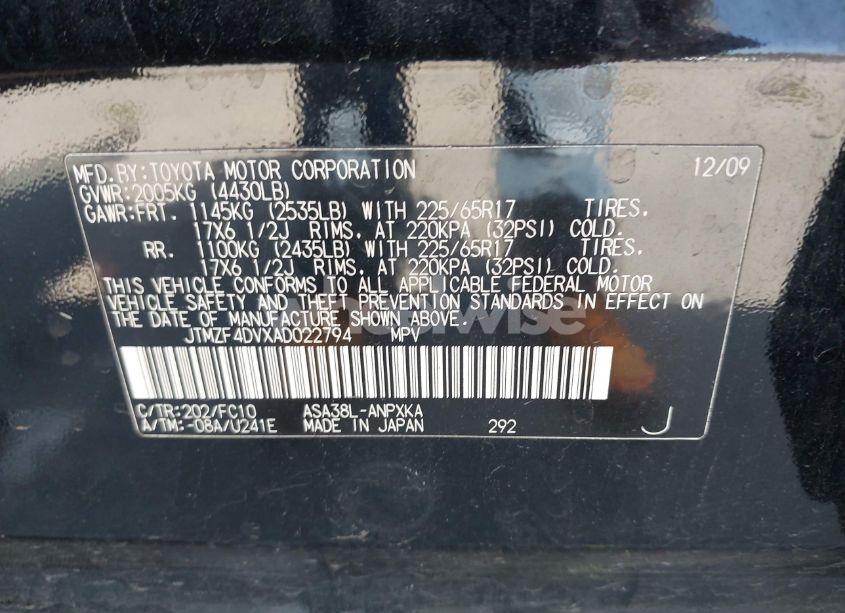 MFD.BY:TOYOTA MOTOR CORPORATION 12/09
GVWR:2005KG (4430LB)
GAWR:FRT. 1145KG (2535LB) WITH 225/65R17 TIRES.
17X6 1/2J RIMS. AT 220KPA (32PSI) COLD.
RR. 1100KG (2435LB) WITH 225/65R17 TIRES.
17X6 1/2J RIMS. AT 220KPA (32PSI) COLD.
THIS VEHICLE CONFORMS TO ALL APPLICABLE FEDERAL MOTOR
VEHICLE SAFETY AND THEFT PREVENTION STANDARDS IN EFFECT ON
THE DATE OF MANUFACTURE SHOWN ABOVE.
JTMZF4DVXAD022794 MPV
C/TR:202/FC10 ASA38L-ANPXKA
A/TM:-08A/U241E MADE IN JAPAN 292 J